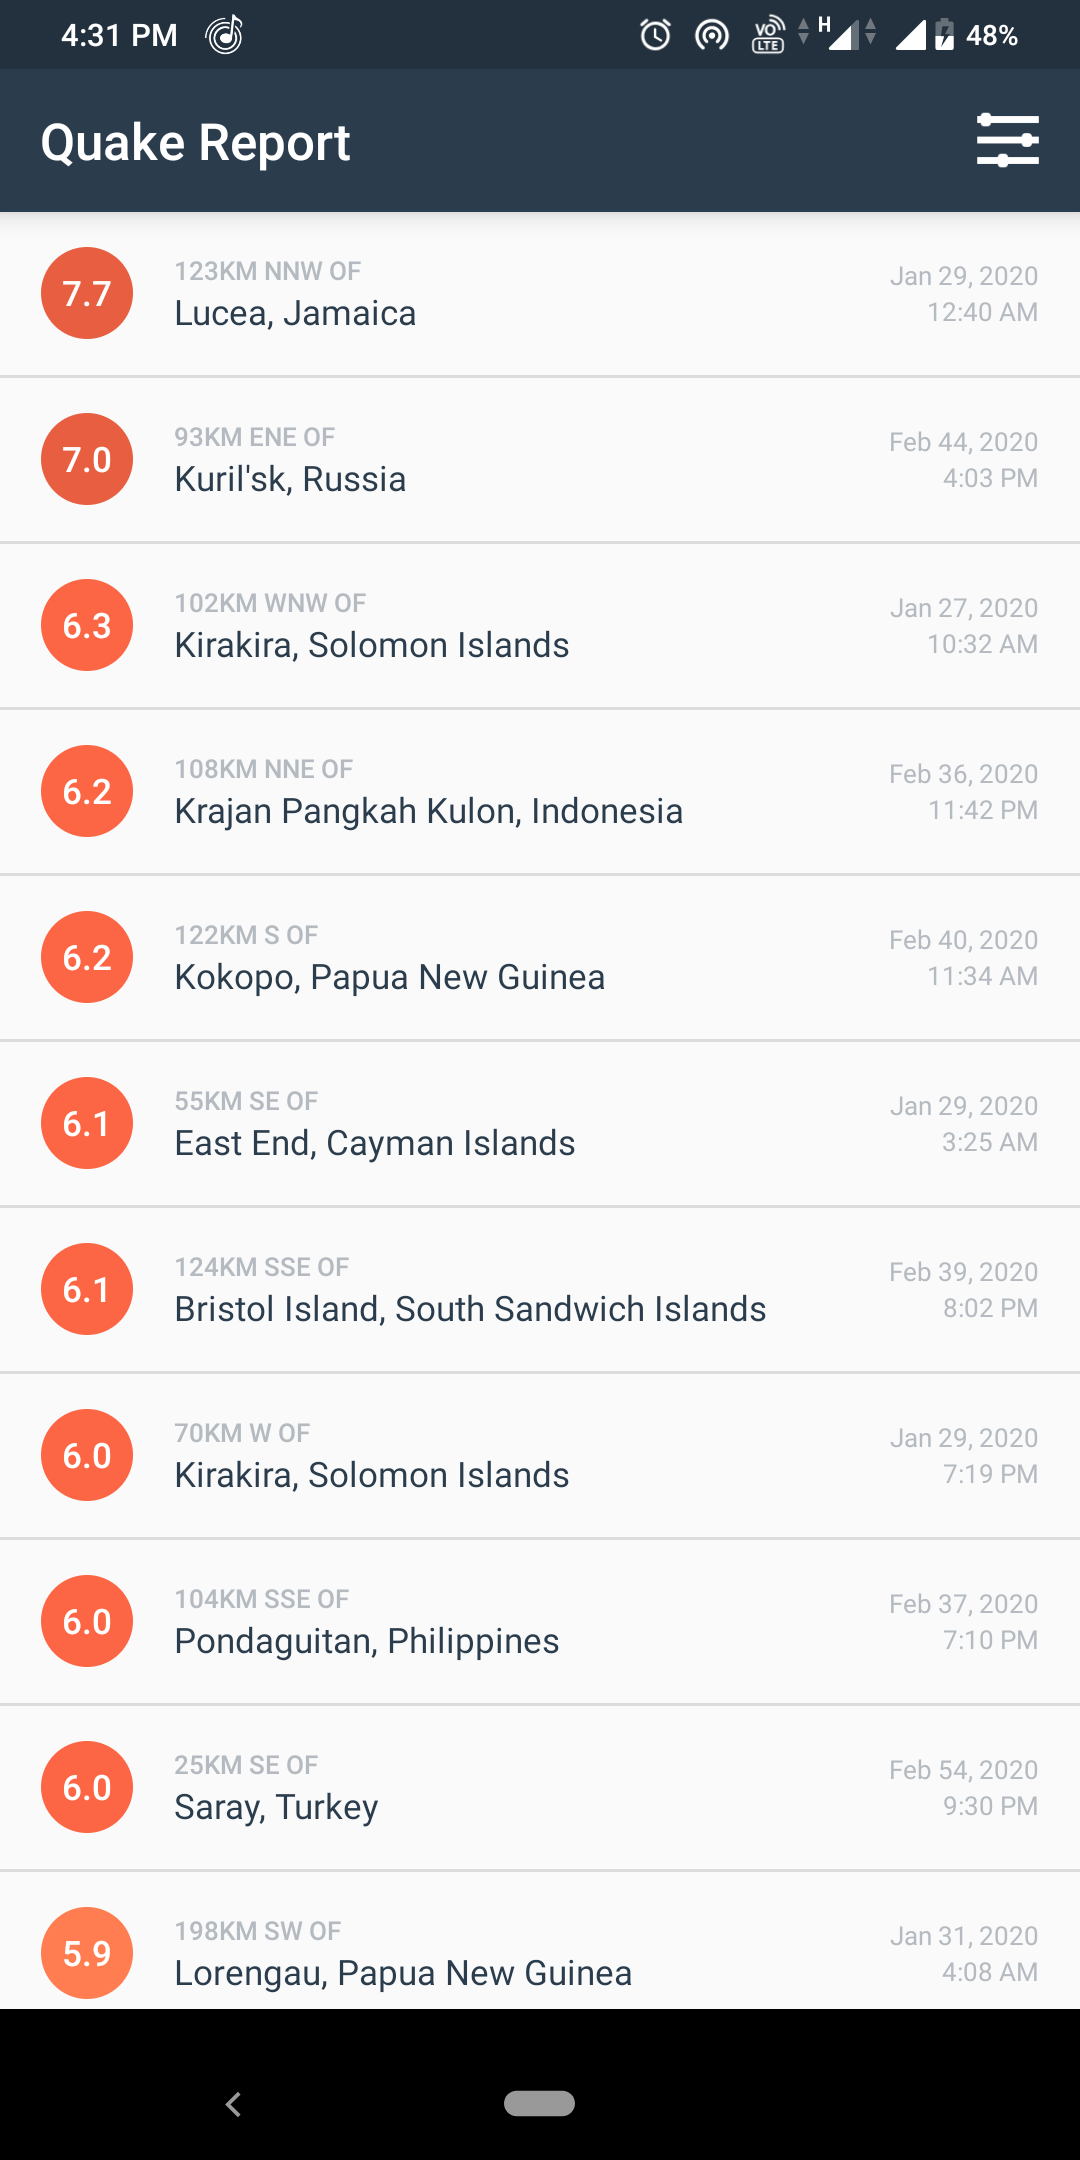 4:31 PM VO LTE H 48%
Quake Report
7.7 123KM NNW OF Jan 29, 2020
Lucea, Jamaica 12:40 AM
7.0 93KM ENE OF Feb 44, 2020
Kuril'sk, Russia 4:03 PM
6.3 102KM WNW OF Jan 27, 2020
Kirakira, Solomon Islands 10:32 AM
6.2 108KM NNE OF Feb 36, 2020
Krajan Pangkah Kulon, Indonesia 11:42 PM
6.2 122KM S OF Feb 40, 2020
Kokopo, Papua New Guinea 11:34 AM
6.1 55KM SE OF Jan 29, 2020
East End, Cayman Islands 3:25 AM
6.1 124KM SSE OF Feb 39, 2020
Bristol Island, South Sandwich Islands 8:02 PM
6.0 70KM W OF Jan 29, 2020
Kirakira, Solomon Islands 7:19 PM
6.0 104KM SSE OF Feb 37, 2020
Pondaguitan, Philippines 7:10 PM
6.0 25KM SE OF Feb 54, 2020
Saray, Turkey 9:30 PM
5.9 198KM SW OF Jan 31, 2020
Lorengau, Papua New Guinea 4:08 AM